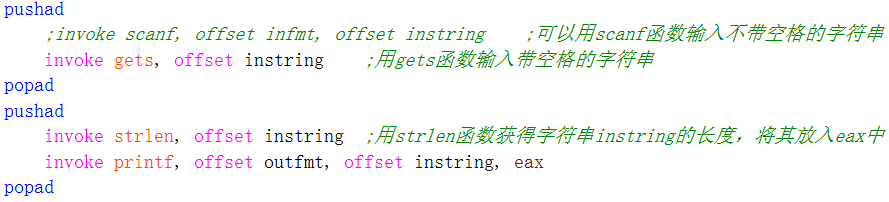 pushad
;invoke scanf, offset infmt, offset instring ;可以用scanf函数输入不带空格的字符串
invoke gets, offset instring ;用gets函数输入带空格的字符串
popad
pushad
invoke strlen, offset instring ;用strlen函数获得字符串instring的长度，将其放入eax中
invoke printf, offset outfmt, offset instring, eax
popad